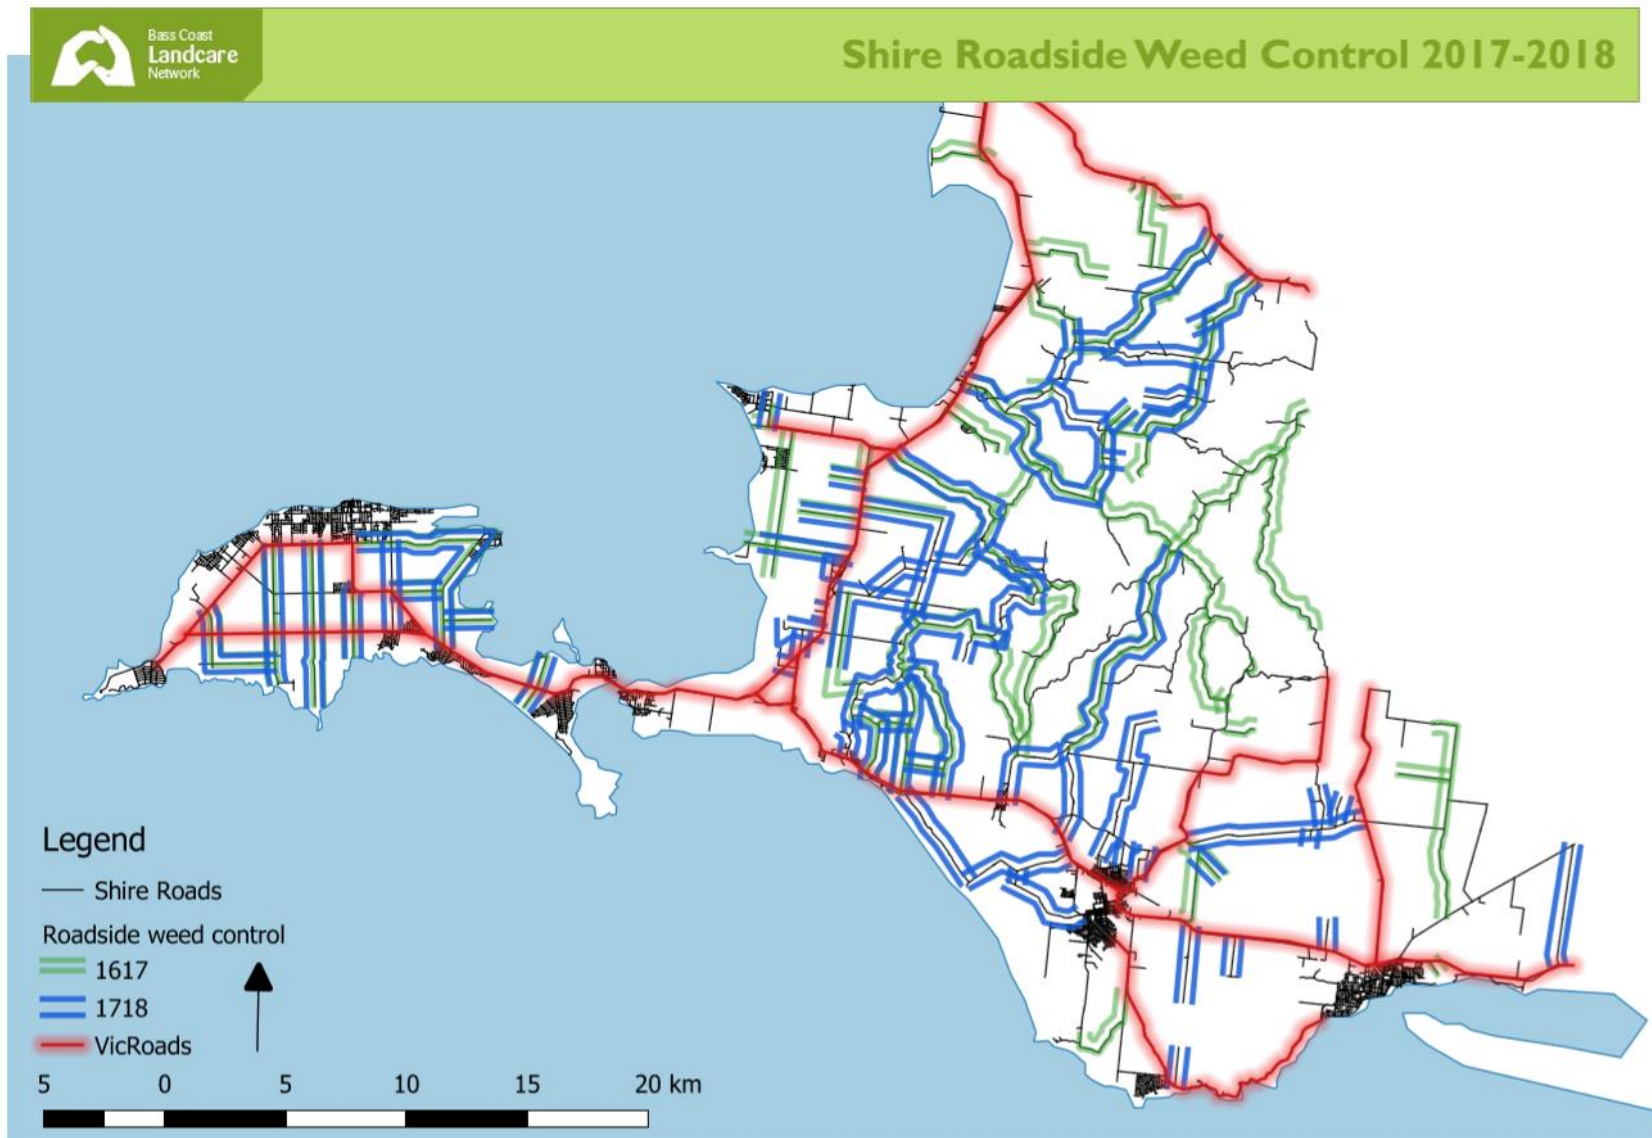 Bass Coast
Landcare
Network
Shire Roadside Weed Control 2017-2018
Legend
Shire Roads
Roadside weed control
1617
1718
VicRoads
5 0 5 10 15 20 km